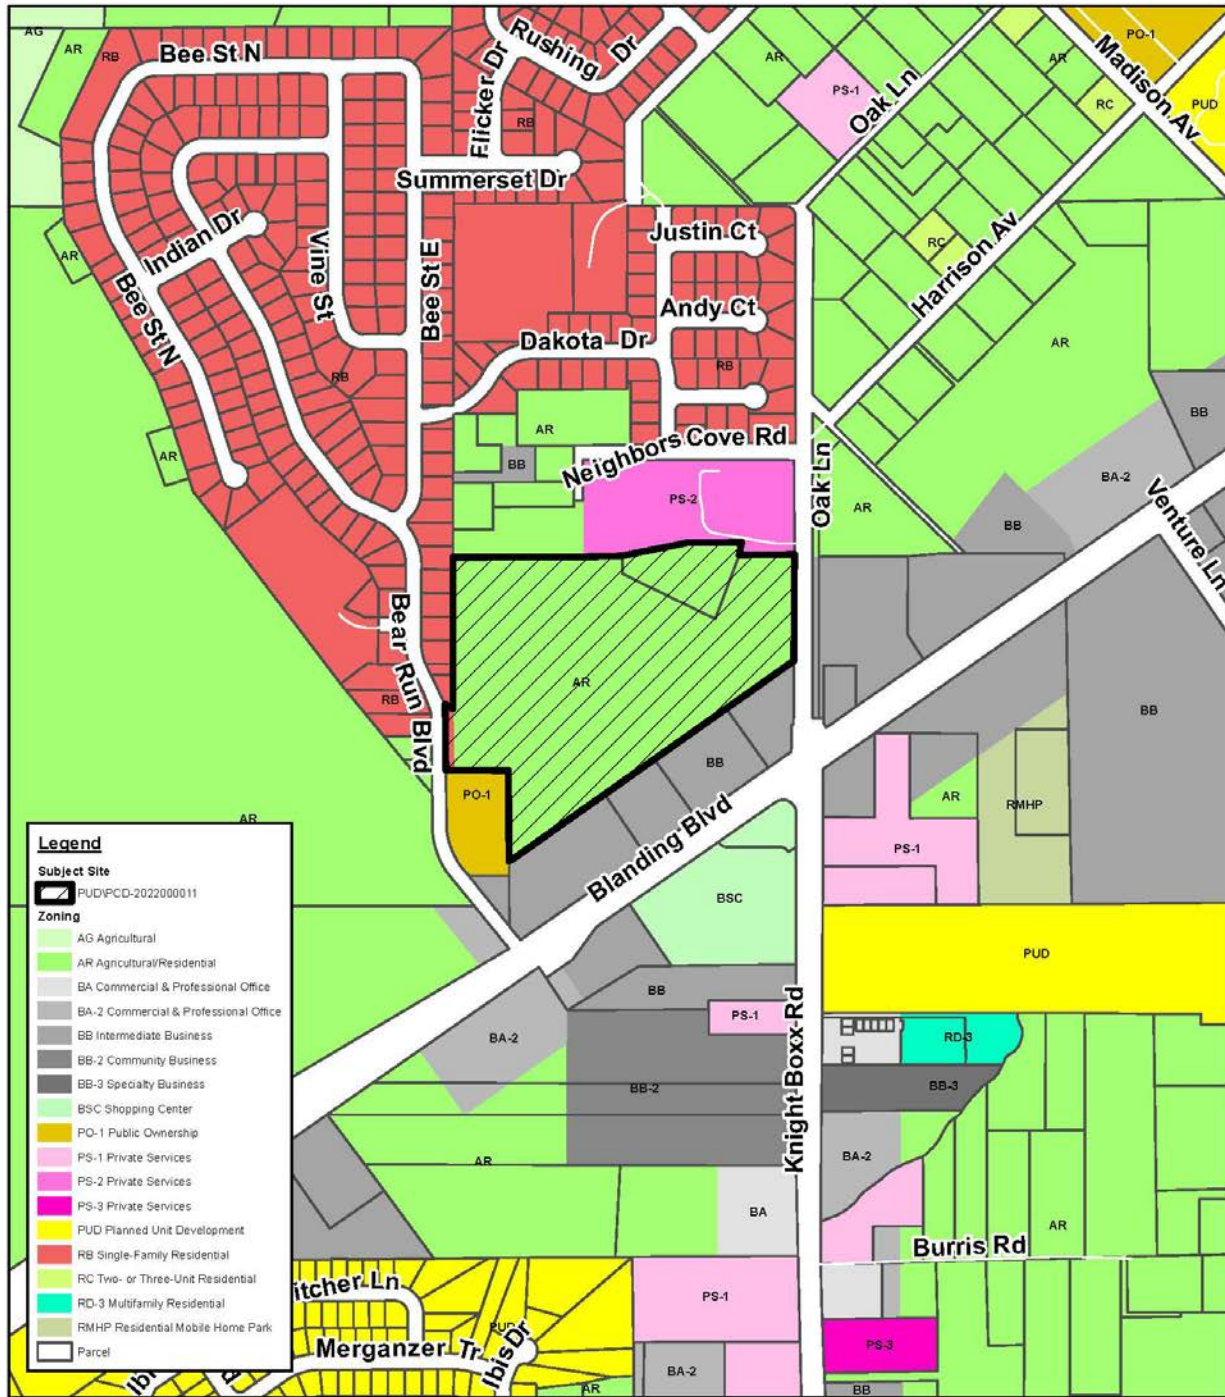 AG
AR
RB
Bee St N
Flicker Dr
Rushing Dr
AR
PS-1
Oak Ln
AR
RC
PO-1
Madison Av
PUD
RB
Summerset Dr
Indian Dr
Vine St
Bee St E
Justin Ct
RC
Harrison Av
AR
Bee St N
Andy Ct
Dakota Dr
RB
RB
AR
AR
BB
AR
BB
Neighbors Cove Rd
BA-2
PS-2
Oak Ln
AR
BB
Venture Ln
Bear Run Blvd
AR
RB
BB
BB
PO-1
AR
RMHP
AR
Blanding Blvd
PS-1
BSC
PUD
BB
PS-1
Knight Boxx Rd
BA-2
RD-3
BB-2
BB-3
AR
BA-2
BA
AR
Burris Rd
itcher Ln
PS-1
PUD
Merganzer Tr
Ibis Dr
PS-3
BA-2
AR
BB
Legend
Subject Site
PUD\PCD-2022000011
Zoning
AG Agricultural
AR Agricultural/Residential
BA Commercial & Professional Office
BA-2 Commercial & Professional Office
BB Intermediate Business
BB-2 Community Business
BB-3 Specialty Business
BSC Shopping Center
PO-1 Public Ownership
PS-1 Private Services
PS-2 Private Services
PS-3 Private Services
PUD Planned Unit Development
RB Single-Family Residential
RC Two- or Three-Unit Residential
RD-3 Multifamily Residential
RMHP Residential Mobile Home Park
Parcel